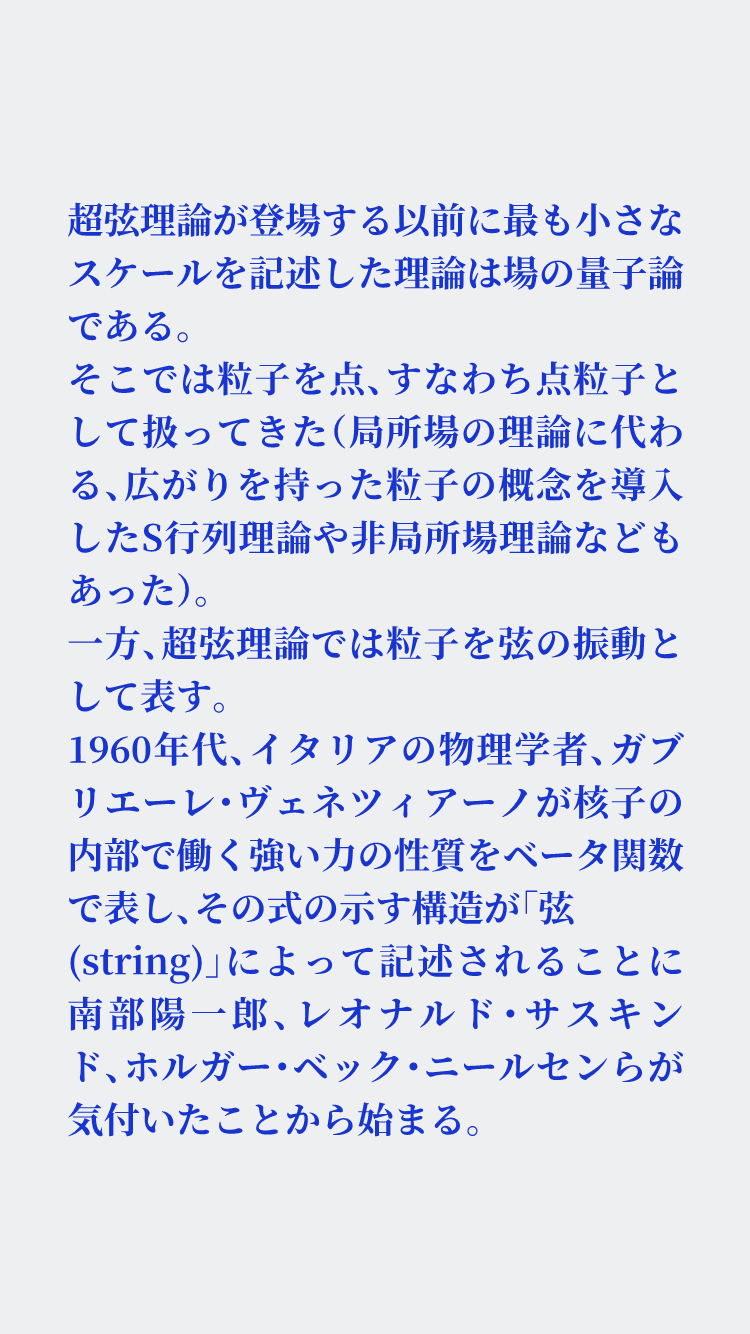 超弦理論が登場する以前に最も小さな
スケールを記述した理論は場の量子論
である。
そこでは粒子を点、すなわち点粒子と
して扱ってきた（局所場の理論に代わ
る、広がりを持った粒子の概念を導入
したS行列理論や非局所場理論なども
あった）。
一方、超弦理論では粒子を弦の振動と
して表す。
1960年代、イタリアの物理学者、ガブ
リエーレ・ヴェネツィアーノが核子の
内部で働く強い力の性質をベータ関数
で表し、その式の示す構造が「弦
(string)」によって記述されることに
南部陽一郎、レオナルド・サスキン
ド、ホルガー・ベック・ニールセンらが
気付いたことから始まる。